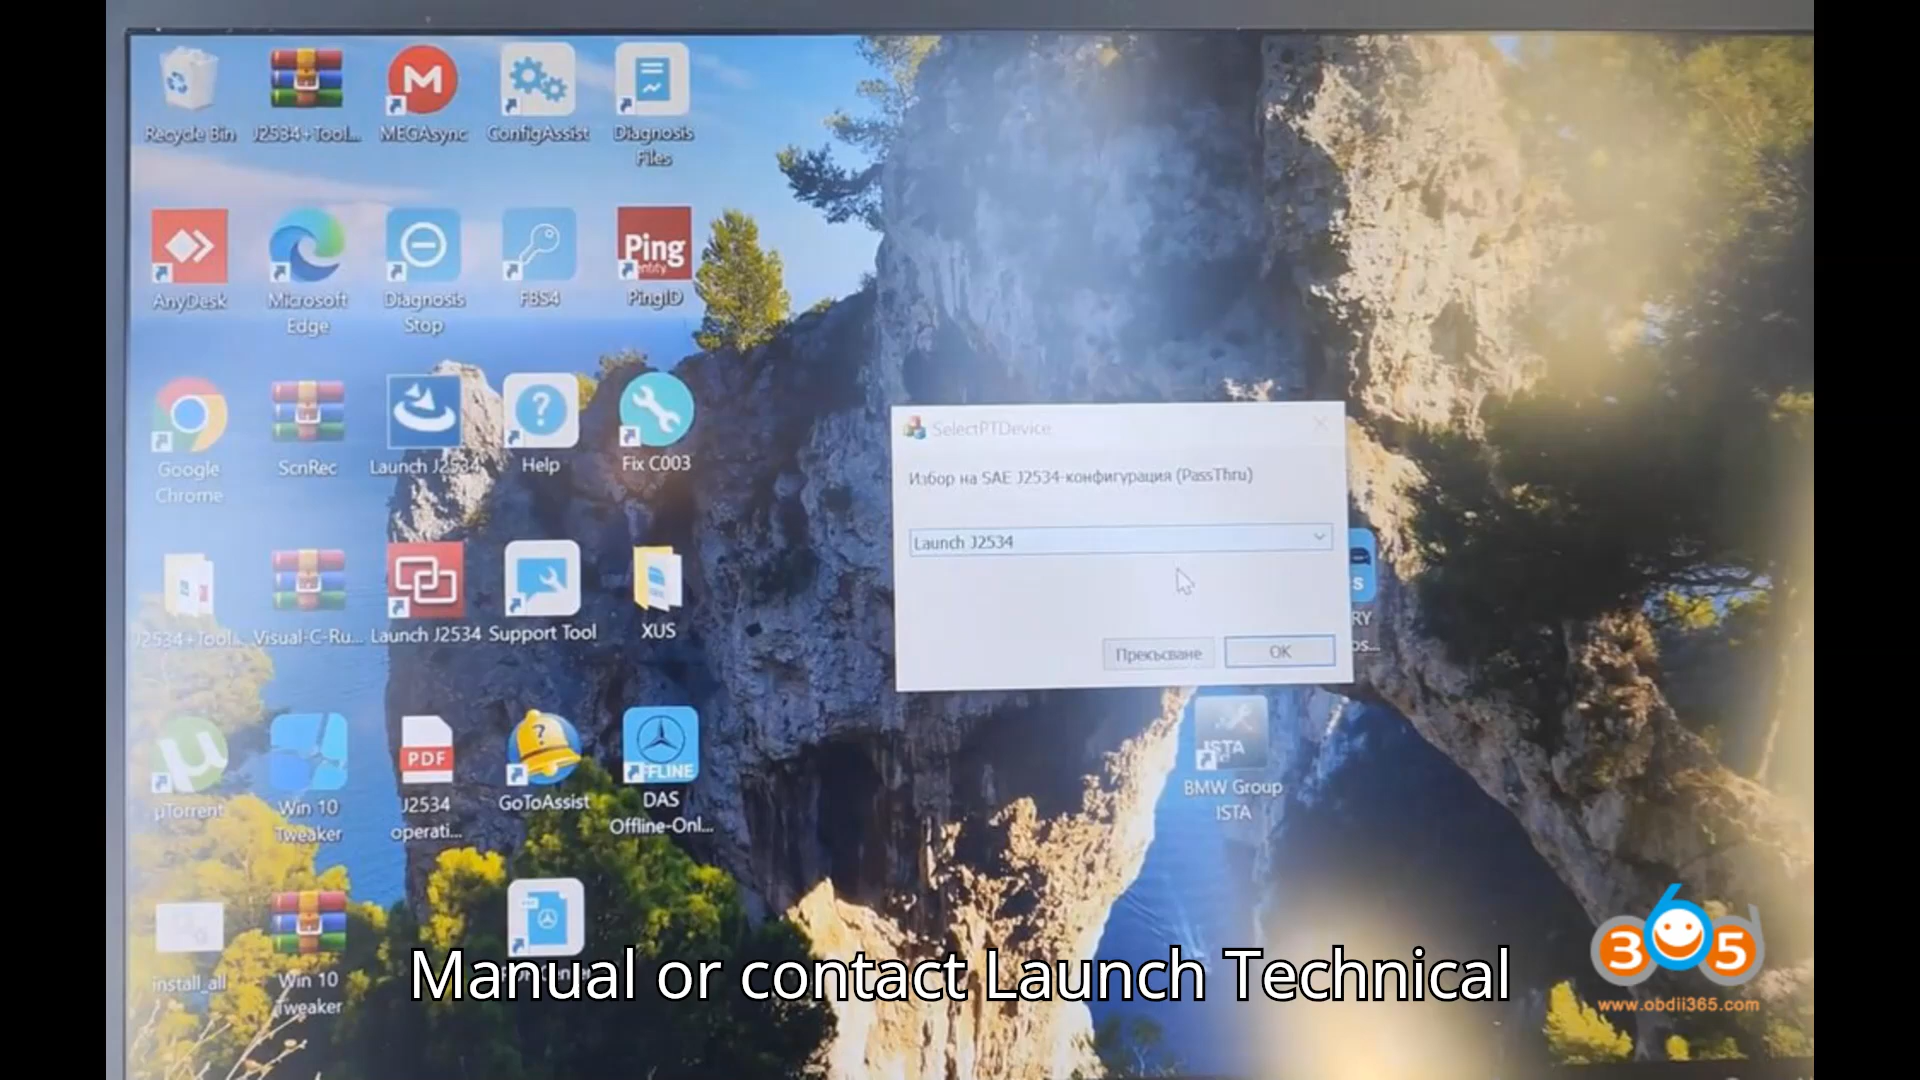 Recycle Bin
J2534+Tool...
MEGAsync
ConfigAssist
Diagnosis
Files
AnyDesk
Microsoft
Edge
Diagnosis
Stop
FBS4
Ping
PingID
Google
Chrome
ScnRec
Launch J2534
Help
Fix C003
J2534+Tool...
Visual-C-Ru...
Launch J2534
Support Tool
XUS
µTorrent
Win 10
Tweaker
PDF
J2534
operati...
GoToAssist
OFFLINE
DAS
Offline-Onl...
install_all
Win 10
Tweaker
SelectPTDevice
Избор на SAE J2534-конфигурация (PassThru)
Launch J2534
Прекъсване
OK
ISTA
BMW Group
ISTA
Manual or contact Launch Technical
365
www.obdii365.com